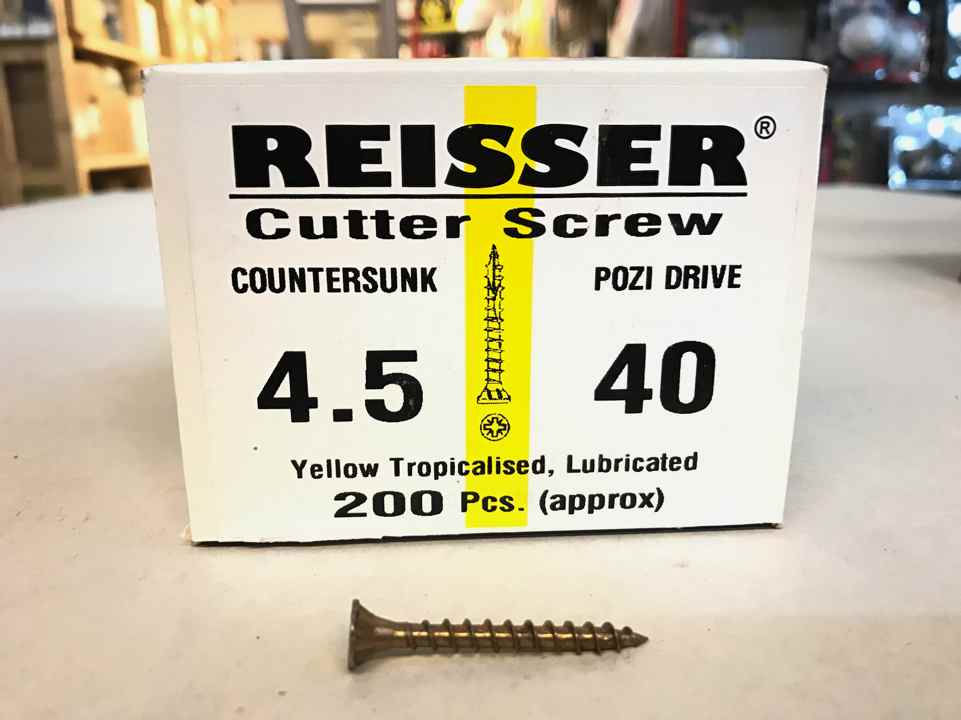 REISSER®
Cutter Screw
COUNTERSUNK POZI DRIVE
4.5 40
Yellow Tropicalised, Lubricated
200 Pcs. (approx)